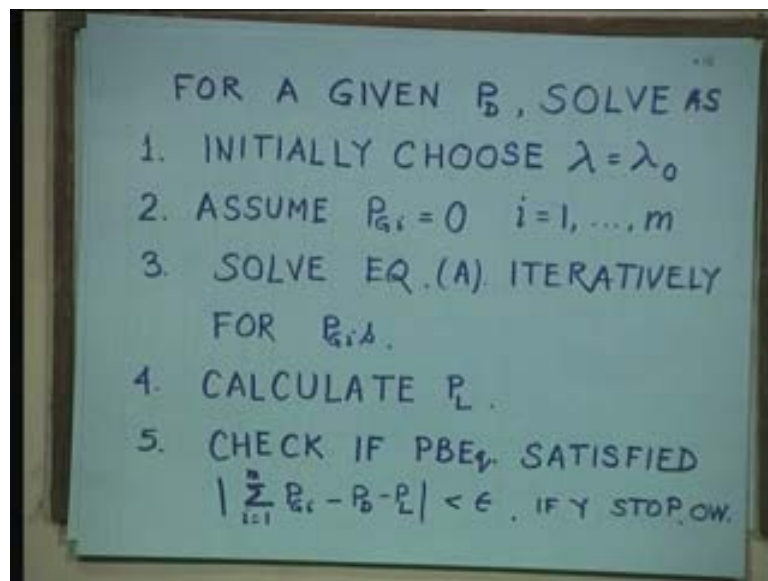 FOR A GIVEN P_D, SOLVE AS
1. INITIALLY CHOOSE λ = λ₀
2. ASSUME P_Gi = 0 i = 1, ..., m
3. SOLVE EQ.(A). ITERATIVELY
FOR P_Gi s.
4. CALCULATE P_L.
5. CHECK IF PBEq. SATISFIED
|∑_{i=1}^{m} P_Gi - P_D - P_L| < ε. IF Y STOP. OW.